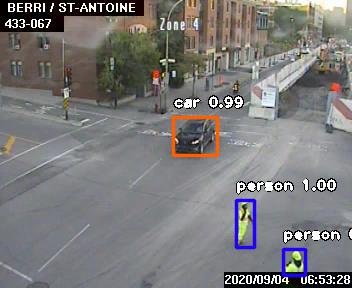 BERRI / ST-ANTOINE
433-067
Zone 4
car 0.99
person 1.00
person
2020/09/04 06:53:28